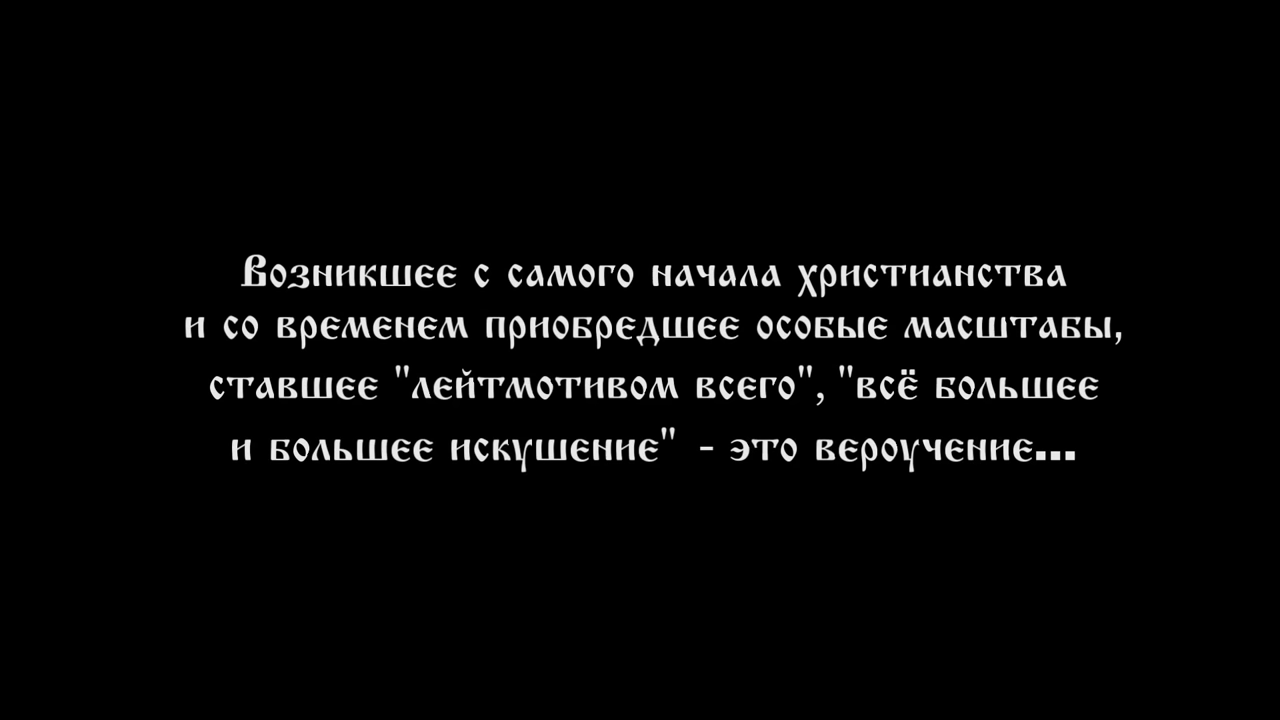 Возникшее с самого начала христианства
и со временем приобредшее особые масштабы,
ставшее "лейтмотивом всего", "всё большее
и большее искушение" - это вероучение...